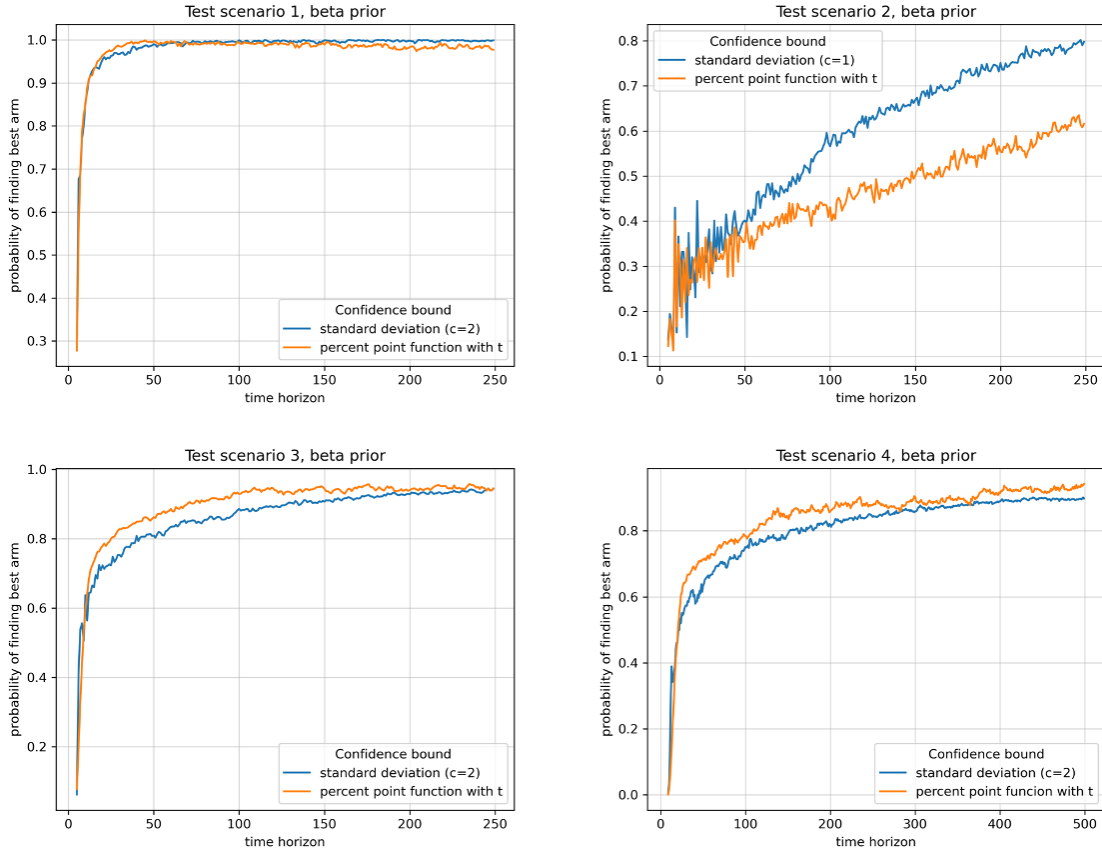 Test scenario 1, beta prior
probability of finding best arm
1.0
0.9
0.8
0.7
0.6
0.5
0.4
0.3
Confidence bound
standard deviation (c=2)
percent point function with t
0 50 100 150 200 250
time horizon
Test scenario 2, beta prior
probability of finding best arm
0.8
0.7
0.6
0.5
0.4
0.3
0.2
0.1
Confidence bound
standard deviation (c=1)
percent point function with t
0 50 100 150 200 250
time horizon
Test scenario 3, beta prior
probability of finding best arm
1.0
0.8
0.6
0.4
0.2
Confidence bound
standard deviation (c=2)
percent point function with t
0 50 100 150 200 250
time horizon
Test scenario 4, beta prior
probability of finding best arm
0.8
0.6
0.4
0.2
0.0
Confidence bound
standard deviation (c=2)
percent point funcion with t
0 100 200 300 400 500
time horizon